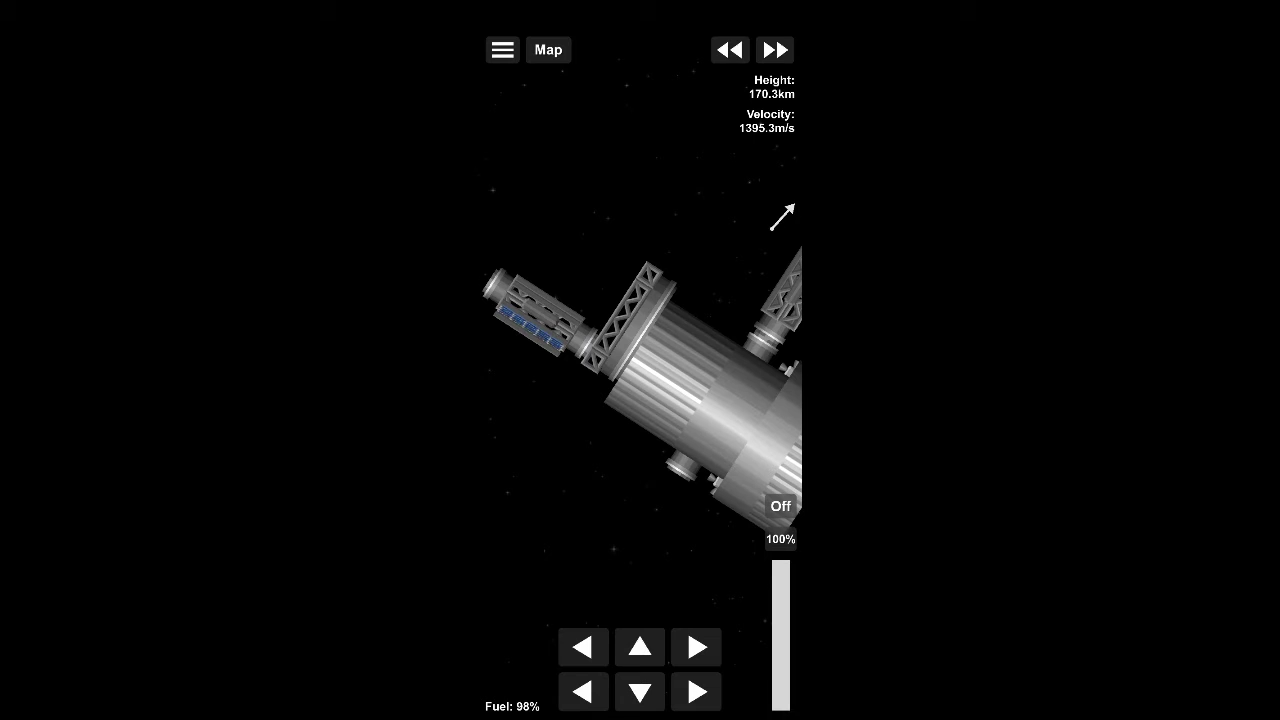 Map
Height:
170.3km
Velocity:
1395.3m/s
Off
100%
Fuel: 98%